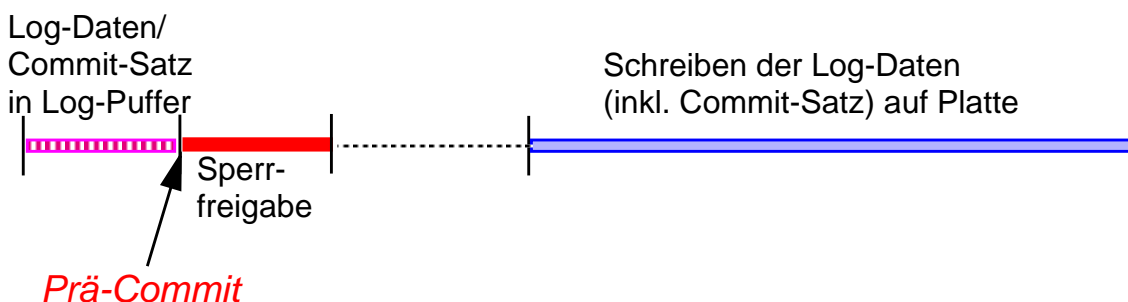 Log-Daten/
Commit-Satz
in Log-Puffer
Schreiben der Log-Daten
(inkl. Commit-Satz) auf Platte
Sperr-
freigabe
Prä-Commit